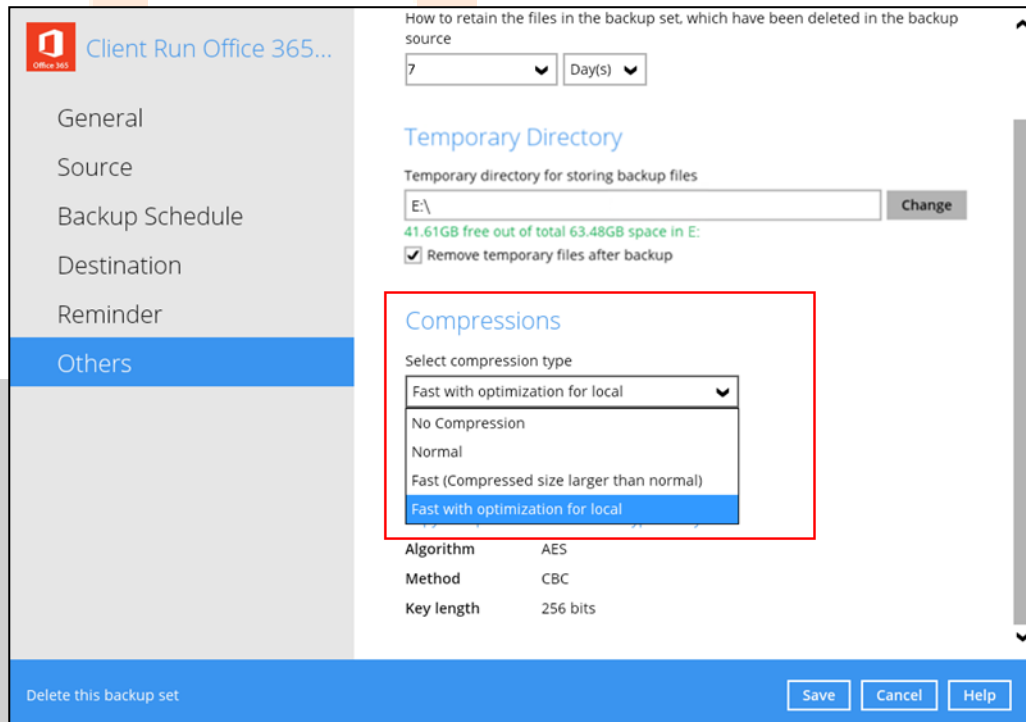 How to retain the files in the backup set, which have been deleted in the backup
source
7 Day(s)
Office 365
Client Run Office 365...
General
Source
Backup Schedule
Destination
Reminder
Others
Temporary Directory
Temporary directory for storing backup files
E:\ Change
41.61GB free out of total 63.48GB space in E:
Remove temporary files after backup
Compressions
Select compression type
Fast with optimization for local
No Compression
Normal
Fast (Compressed size larger than normal)
Fast with optimization for local
Algorithm AES
Method CBC
Key length 256 bits
Delete this backup set Save Cancel Help